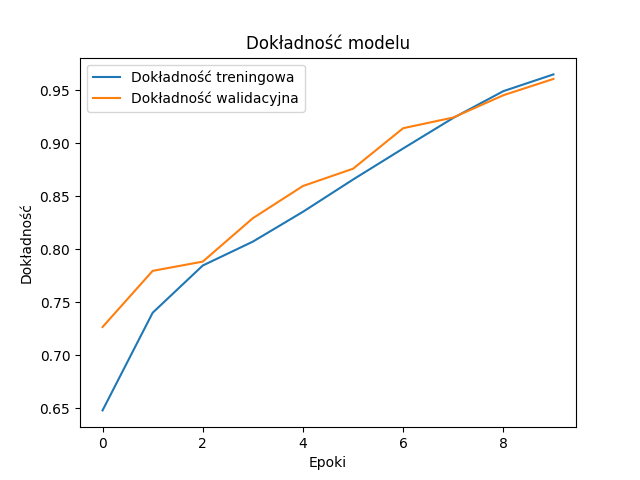 Dokładność modelu
Dokładność treningowa
Dokładność walidacyjna
Dokładność
0.95
0.90
0.85
0.80
0.75
0.70
0.65
0 2 4 6 8
Epoki